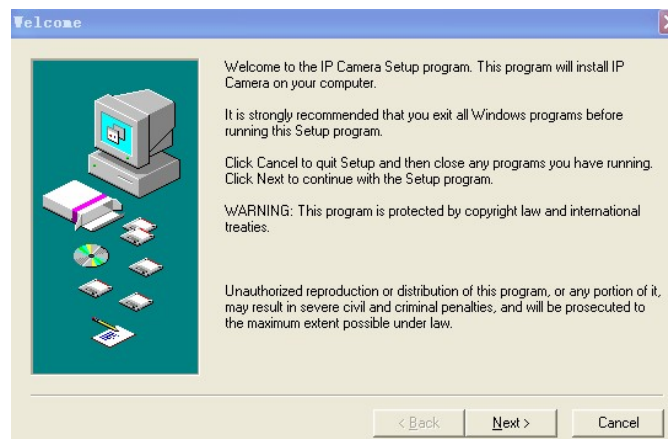 Welcome
Welcome to the IP Camera Setup program. This program will install IP
Camera on your computer.
It is strongly recommended that you exit all Windows programs before
running this Setup program.
Click Cancel to quit Setup and then close any programs you have running.
Click Next to continue with the Setup program.
WARNING: This program is protected by copyright law and international
treaties.
Unauthorized reproduction or distribution of this program, or any portion of it,
may result in severe civil and criminal penalties, and will be prosecuted to
the maximum extent possible under law.
< Back Next > Cancel